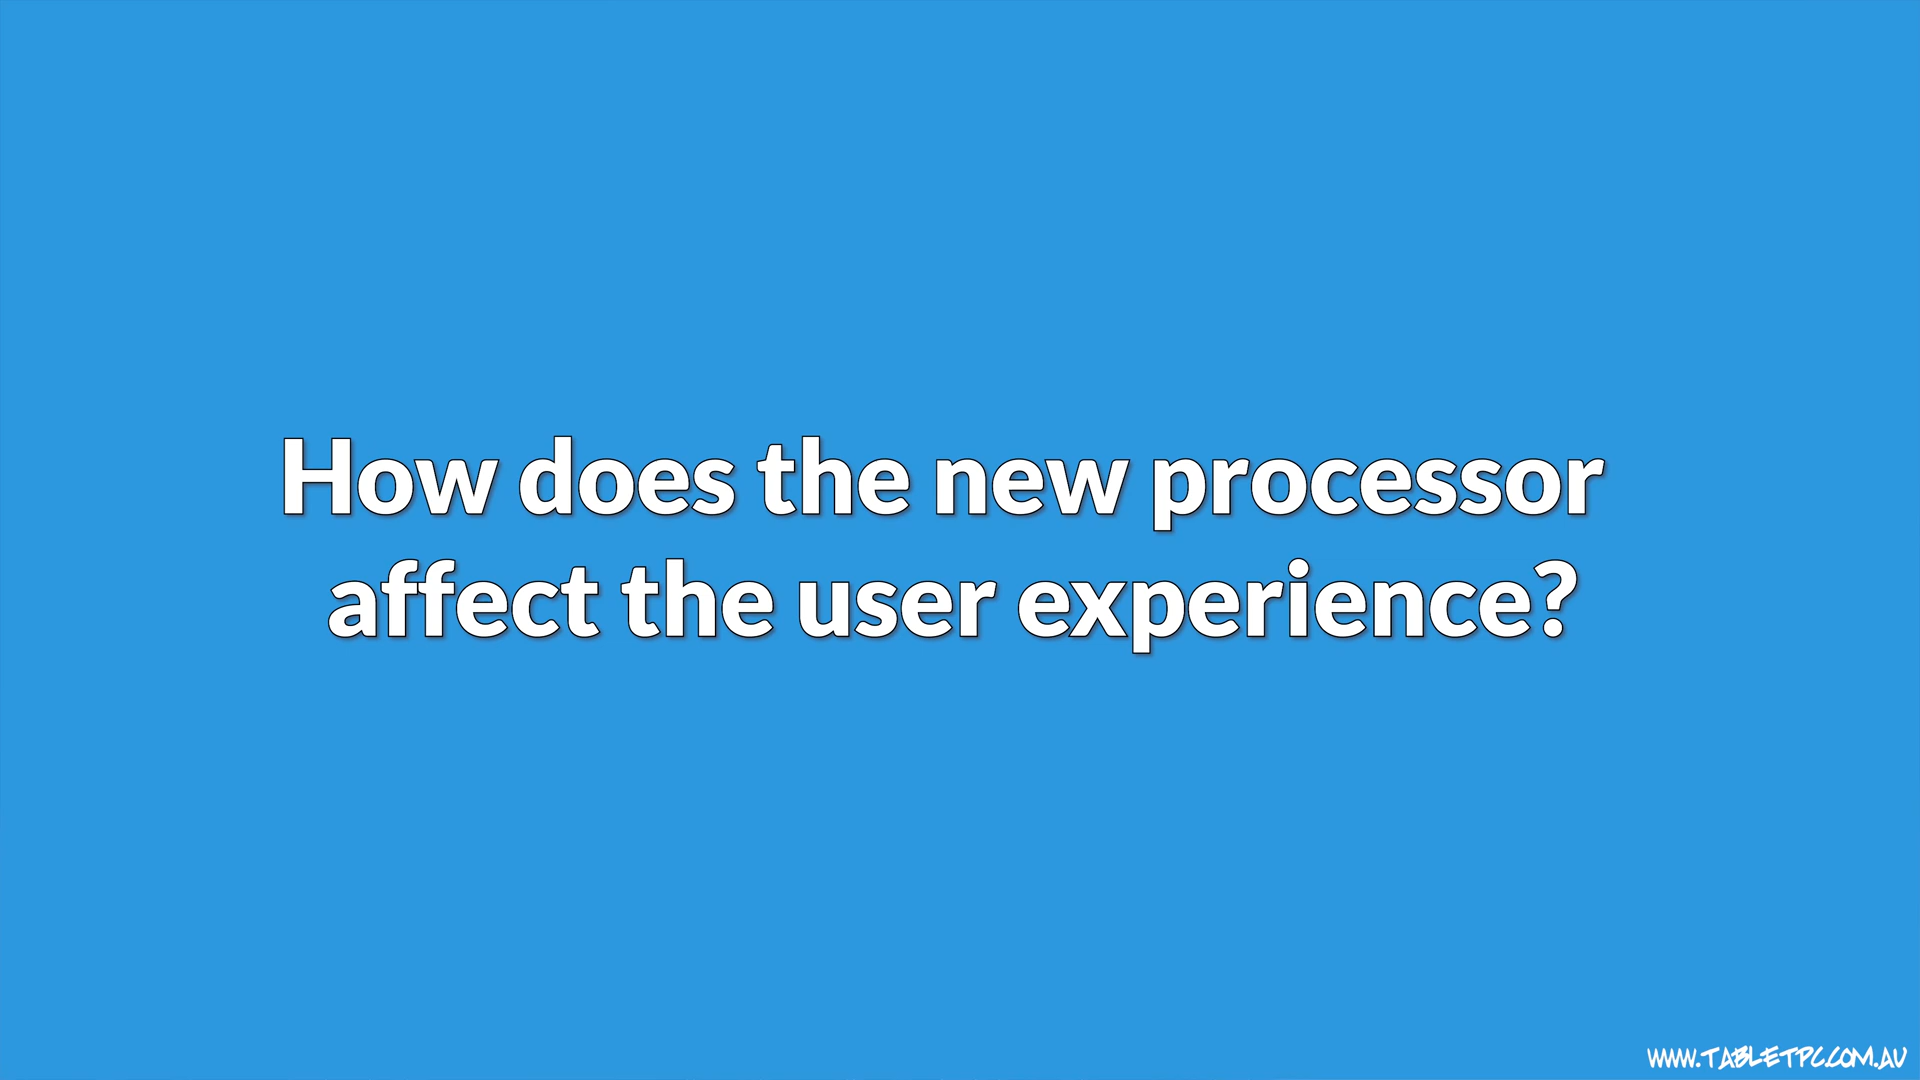 How does the new processor
affect the user experience?
WWW.TABLETPC.COM.AU